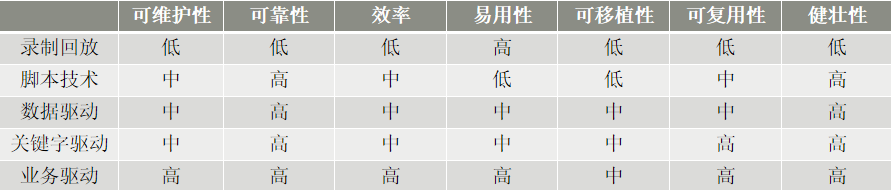 可维护性 可靠性 效率 易用性 可移植性 可复用性 健壮性
录制回放 低 低 低 高 低 低 低
脚本技术 中 高 中 低 低 中 高
数据驱动 中 高 中 中 中 中 高
关键字驱动 中 高 中 中 中 高 高
业务驱动 高 高 高 高 中 高 高